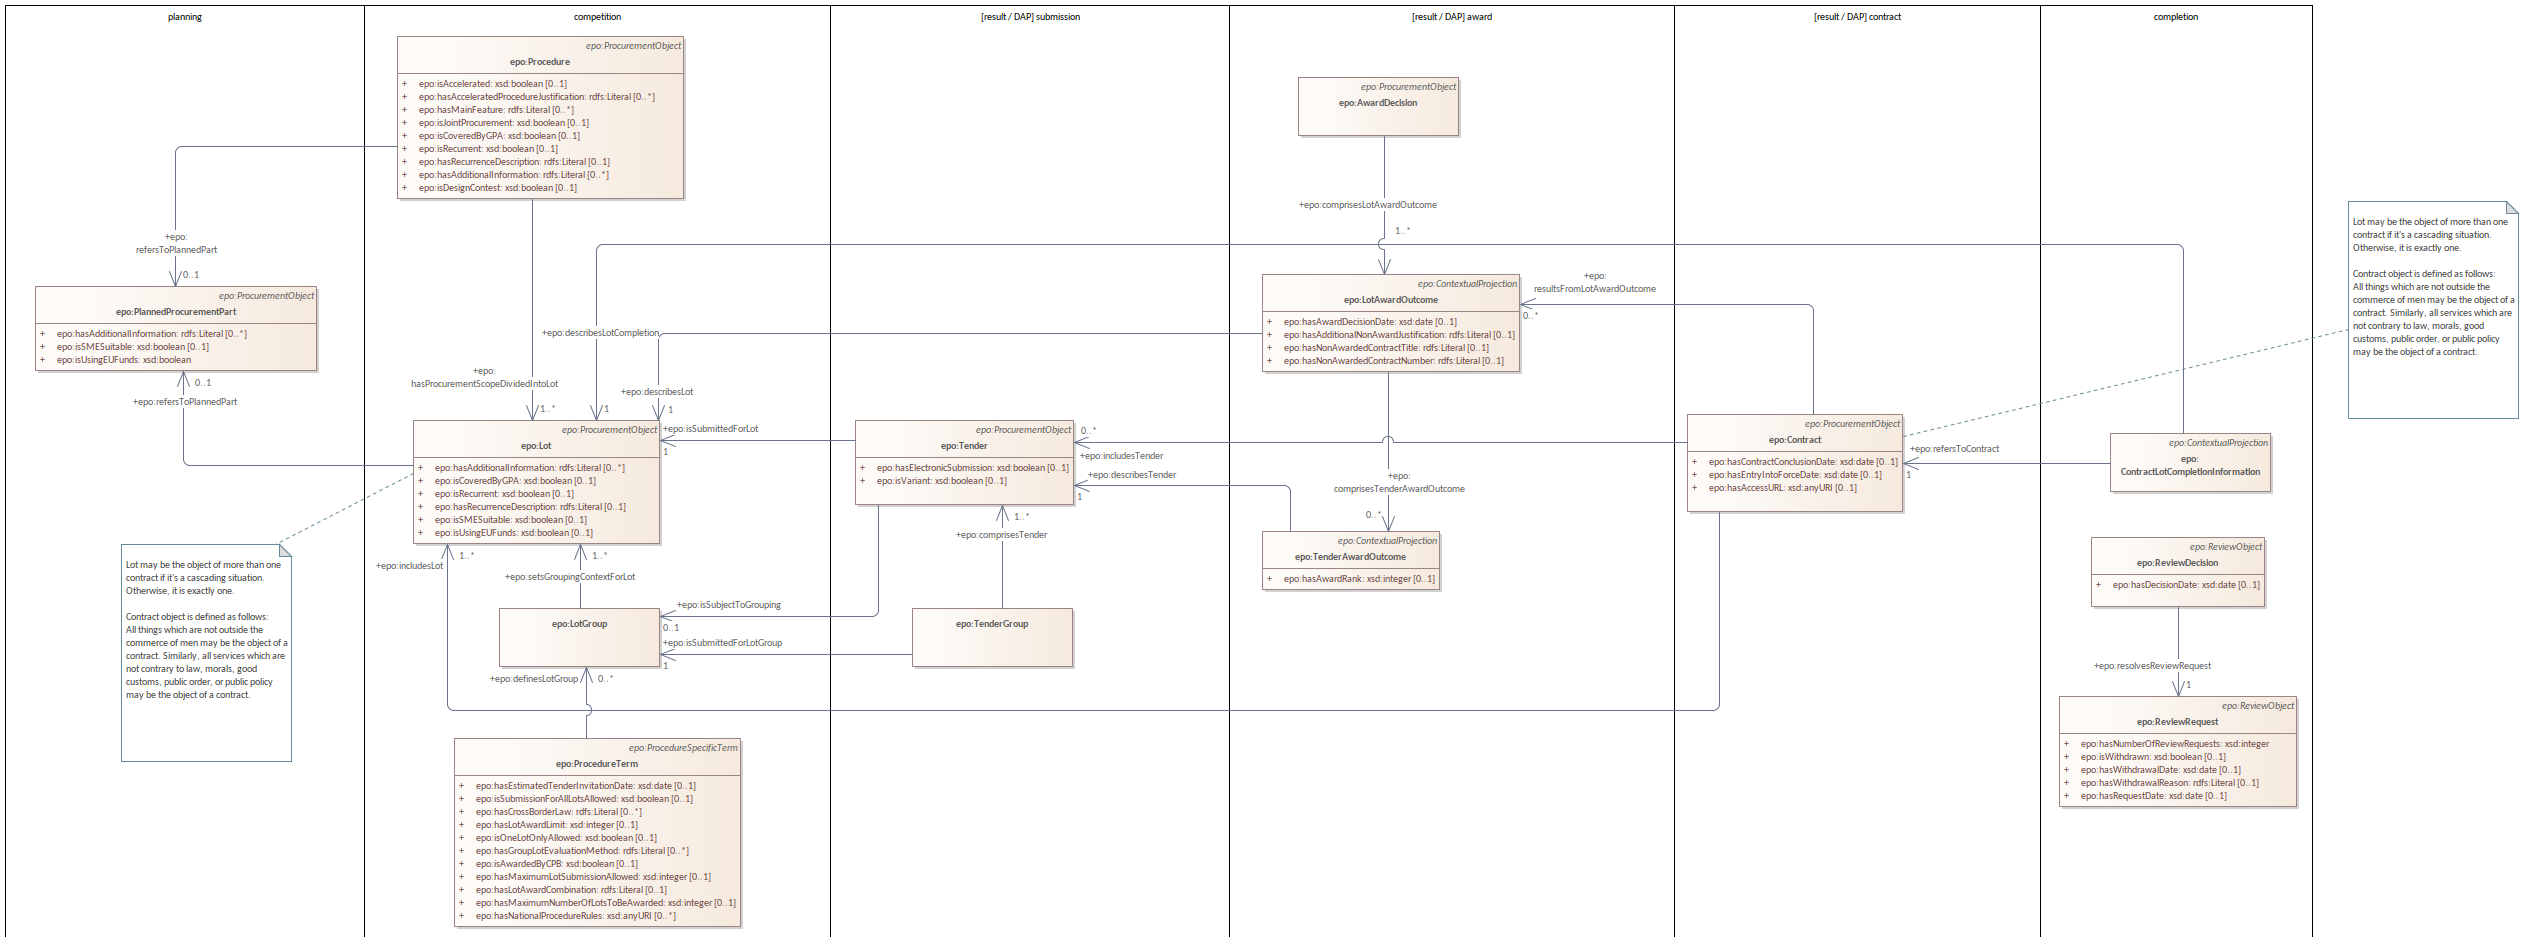 planning
competition
[result / DAP] submission
[result / DAP] award
[result / DAP] contract
completion
epo:ProcurementObject
epo:Procedure
+ epo:isAccelerated: xsd:boolean [0..1]
+ epo:hasAcceleratedProcedureJustification: rdfs:Literal [0..*]
+ epo:hasMainFeature: rdfs:Literal [0..*]
+ epo:isJointProcurement: xsd:boolean [0..1]
+ epo:isCoveredByGPA: xsd:boolean [0..1]
+ epo:isRecurrent: xsd:boolean [0..1]
+ epo:hasRecurrenceDescription: rdfs:Literal [0..1]
+ epo:hasAdditionalInformation: rdfs:Literal [0..*]
+ epo:isDesignContest: xsd:boolean [0..1]
epo:ProcurementObject
epo:AwardDecision
+epo:comprisesLotAwardOutcome
1..*
+epo:
refersToPlannedPart
0..1
epo:ProcurementObject
epo:PlannedProcurementPart
+ epo:hasAdditionalInformation: rdfs:Literal [0..*]
+ epo:isSMESuitable: xsd:boolean [0..1]
+ epo:isUsingEUFunds: xsd:boolean
0..1
+epo:refersToPlannedPart
+epo:describesLotCompletion
1
+epo:
hasProcurementScopeDividedIntoLot
1..*
+epo:describesLot
1
epo:ContextualProjection
epo:LotAwardOutcome
+ epo:hasAwardDecisionDate: xsd:date [0..1]
+ epo:hasAdditionalNonAwardJustification: rdfs:Literal [0..1]
+ epo:hasNonAwardedContractTitle: rdfs:Literal [0..1]
+ epo:hasNonAwardedContractNumber: rdfs:Literal [0..1]
+epo:
resultsFromLotAwardOutcome
0..*
Lot may be the object of more than one
contract if it's a cascading situation.
Otherwise, it is exactly one.
Contract object is defined as follows:
All things which are not outside the
commerce of men may be the object of a
contract. Similarly, all services which are
not contrary to law, morals, good
customs, public order, or public policy
may be the object of a contract.
epo:ProcurementObject
epo:Lot
+ epo:hasAdditionalInformation: rdfs:Literal [0..*]
+ epo:isCoveredByGPA: xsd:boolean [0..1]
+ epo:isRecurrent: xsd:boolean [0..1]
+ epo:hasRecurrenceDescription: rdfs:Literal [0..1]
+ epo:isSMESuitable: xsd:boolean [0..1]
+ epo:isUsingEUFunds: xsd:boolean [0..1]
+epo:isSubmittedForLot
1
epo:ProcurementObject
epo:Tender
+ epo:hasElectronicSubmission: xsd:boolean [0..1]
+ epo:isVariant: xsd:boolean [0..1]
0..*
+epo:includesTender
+epo:describesTender
1
+epo:
comprisesTenderAwardOutcome
0..*
epo:ProcurementObject
epo:Contract
+ epo:hasContractConclusionDate: xsd:date [0..1]
+ epo:hasEntryIntoForceDate: xsd:date [0..1]
+ epo:hasAccessURL: xsd:anyURI [0..1]
+epo:refersToContract
1
epo:ContextualProjection
epo:
ContractLotCompletionInformation
Lot may be the object of more than one
contract if it's a cascading situation.
Otherwise, it is exactly one.
Contract object is defined as follows:
All things which are not outside the
commerce of men may be the object of a
contract. Similarly, all services which are
not contrary to law, morals, good
customs, public order, or public policy
may be the object of a contract.
+epo:includesLot
1..*
1..*
+epo:setsGroupingContextForLot
1..*
+epo:comprisesTender
epo:ContextualProjection
epo:TenderAwardOutcome
+ epo:hasAwardRank: xsd:integer [0..1]
epo:ReviewObject
epo:ReviewDecision
+ epo:hasDecisionDate: xsd:date [0..1]
epo:LotGroup
+epo:isSubjectToGrouping
0..1
+epo:isSubmittedForLotGroup
1
epo:TenderGroup
+epo:definesLotGroup
0..*
+epo:resolvesReviewRequest
1
epo:ReviewObject
epo:ReviewRequest
+ epo:hasNumberOfReviewRequests: xsd:integer
+ epo:isWithdrawn: xsd:boolean [0..1]
+ epo:hasWithdrawalDate: xsd:date [0..1]
+ epo:hasWithdrawalReason: rdfs:Literal [0..1]
+ epo:hasRequestDate: xsd:date [0..1]
epo:ProcedureSpecificTerm
epo:ProcedureTerm
+ epo:hasEstimatedTenderInvitationDate: xsd:date [0..1]
+ epo:isSubmissionForAllLotsAllowed: xsd:boolean [0..1]
+ epo:hasCrossBorderLaw: rdfs:Literal [0..*]
+ epo:hasLotAwardLimit: xsd:integer [0..1]
+ epo:isOneLotOnlyAllowed: xsd:boolean [0..1]
+ epo:hasGroupLotEvaluationMethod: rdfs:Literal [0..*]
+ epo:isAwardedByCPB: xsd:boolean [0..1]
+ epo:hasMaximumLotSubmissionAllowed: xsd:integer [0..1]
+ epo:hasLotAwardCombination: rdfs:Literal [0..1]
+ epo:hasMaximumNumberOfLotsToBeAwarded: xsd:integer [0..1]
+ epo:hasNationalProcedureRules: xsd:anyURI [0..*]